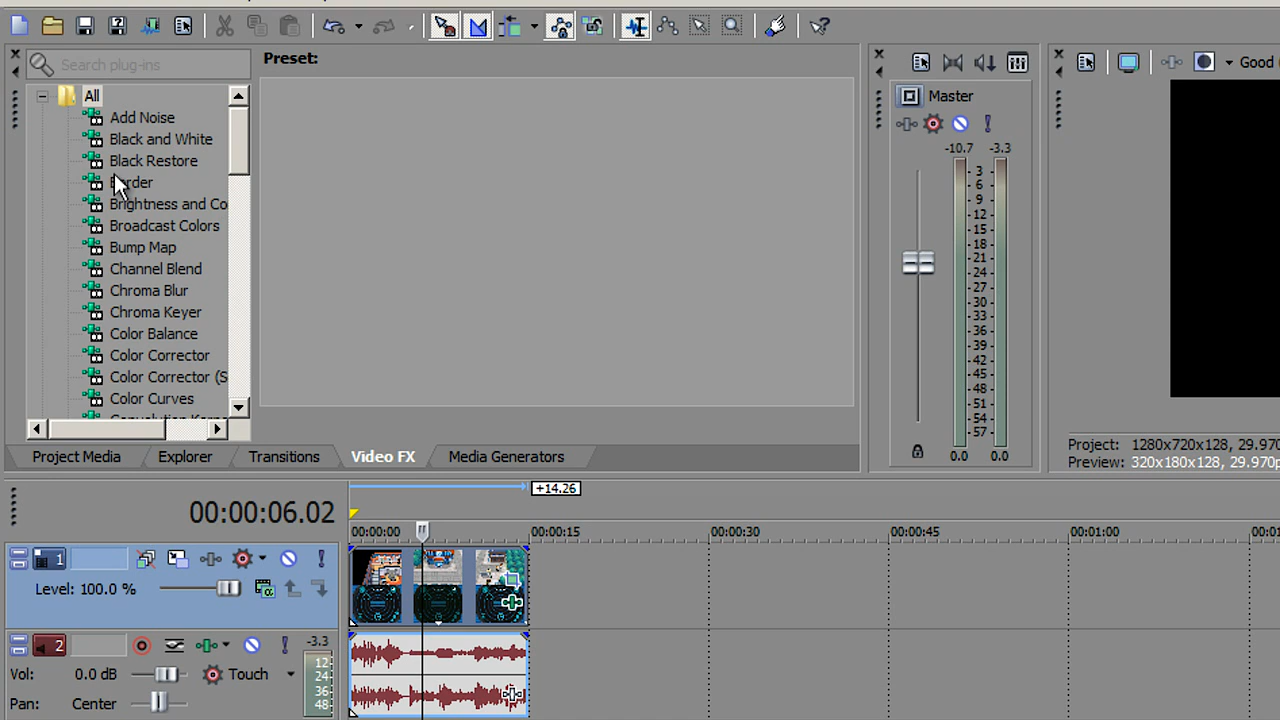 Search plug-ins
Preset:
All
Add Noise
Black and White
Black Restore
Brightness and Co
Broadcast Colors
Bump Map
Channel Blend
Chroma Blur
Chroma Keyer
Color Balance
Color Corrector
Color Corrector (S
Color Curves
Project Media
Explorer
Transitions
Video FX
Media Generators
Master
-10.7
-3.3
3
6
9
12
15
18
21
24
27
30
33
36
39
42
45
48
51
54
57
0.0
0.0
Good
Project: 1280x720x128, 29.970p
Preview: 320x180x128, 29.970p
00:00:06.02
+14.26
00:00:00
00:00:15
00:00:30
00:00:45
00:01:00
1
Level: 100.0 %
2
-3.3
12
24
36
48
Vol: 0.0 dB
Touch
Pan: Center